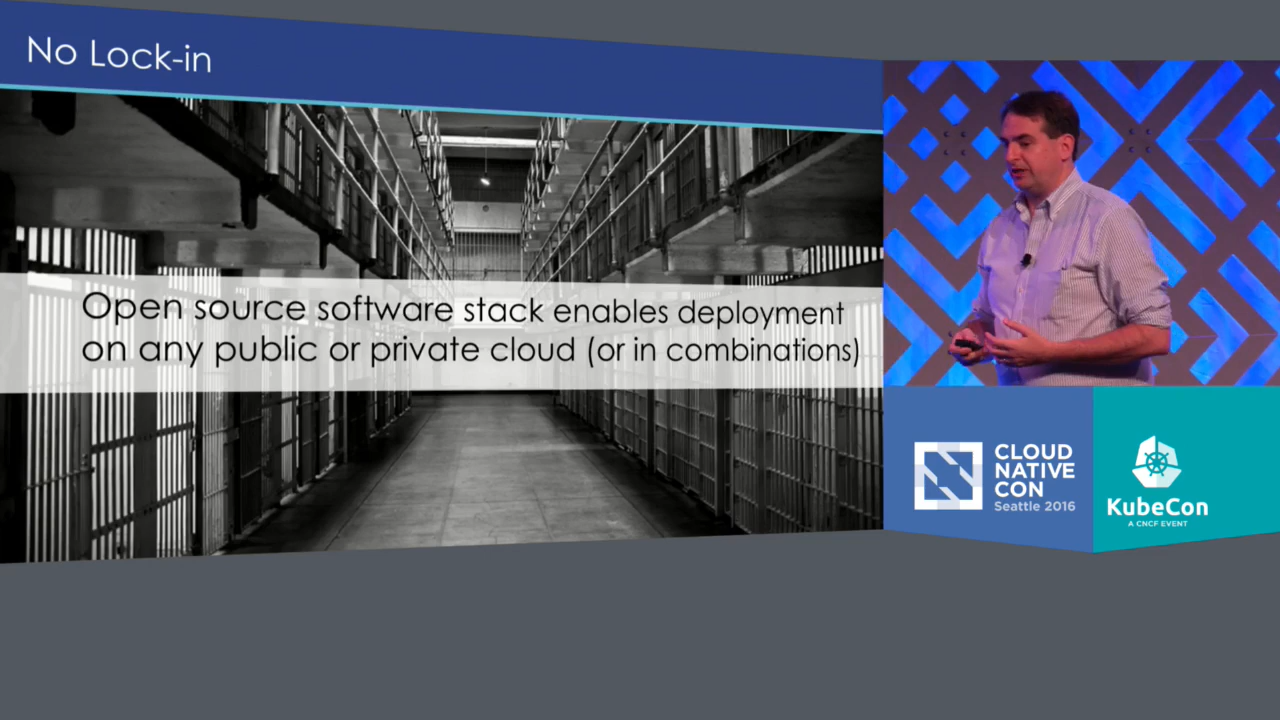 No Lock-in
Open source software stack enables deployment
on any public or private cloud (or in combinations)
CLOUD
NATIVE
CON
Seattle 2016
KubeCon
A CNCF EVENT